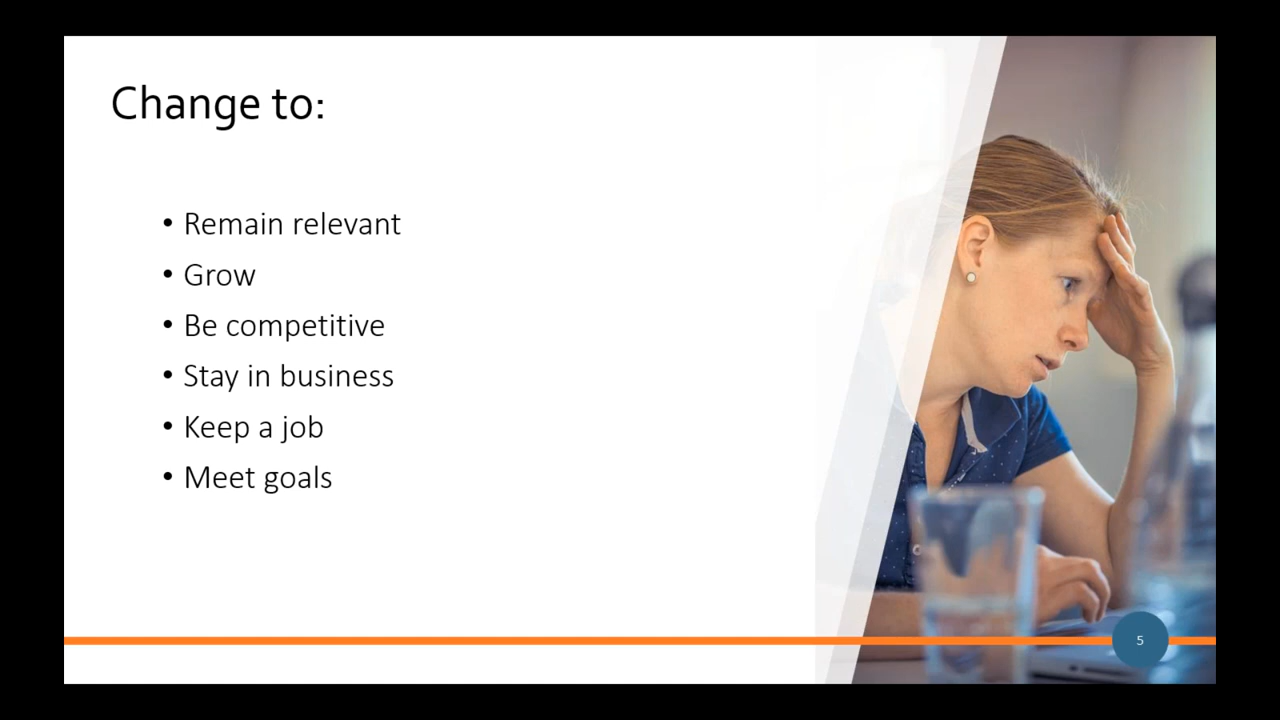 Change to:
• Remain relevant
• Grow
• Be competitive
• Stay in business
• Keep a job
• Meet goals
5